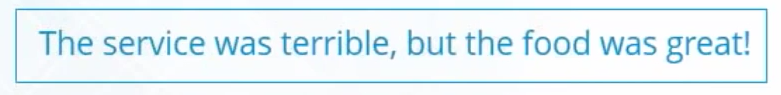 The service was terrible, but the food was great!